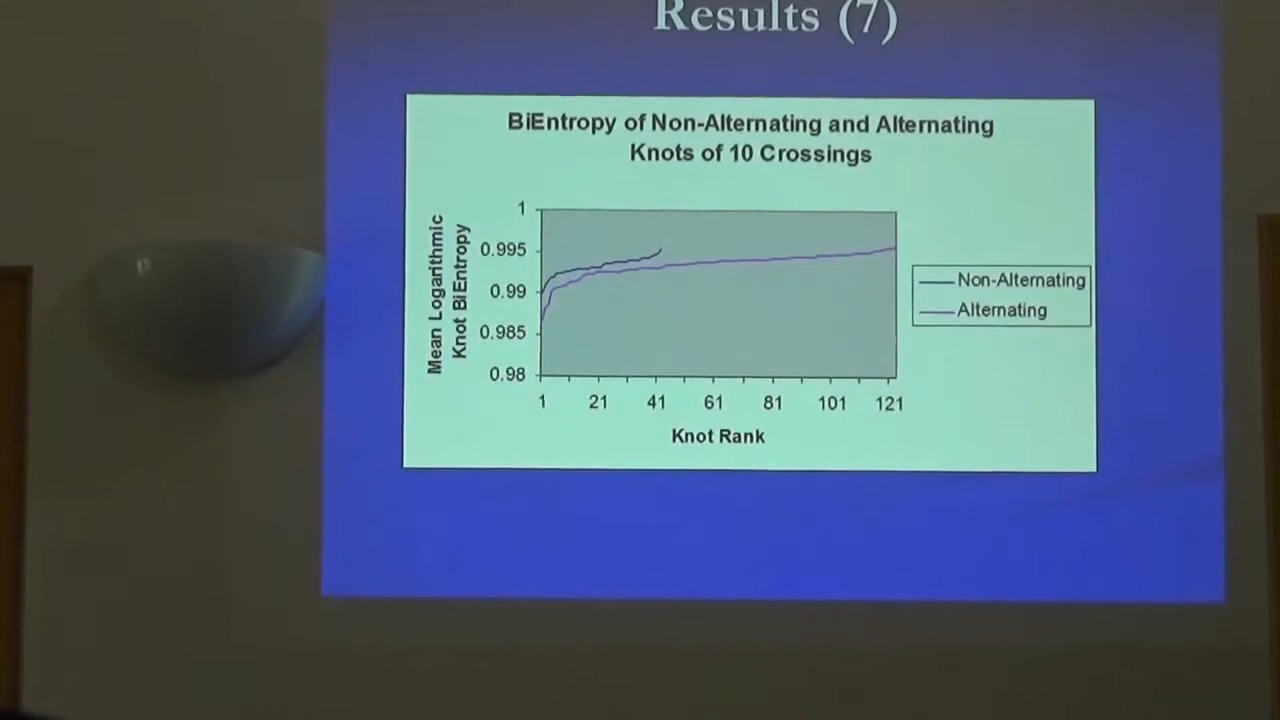 Results (7)
BiEntropy of Non-Alternating and Alternating
Knots of 10 Crossings
Mean Logarithmic
Knot BiEntropy
1
0.995
0.99
0.985
0.98
1 21 41 61 81 101 121
Knot Rank
Non-Alternating
Alternating